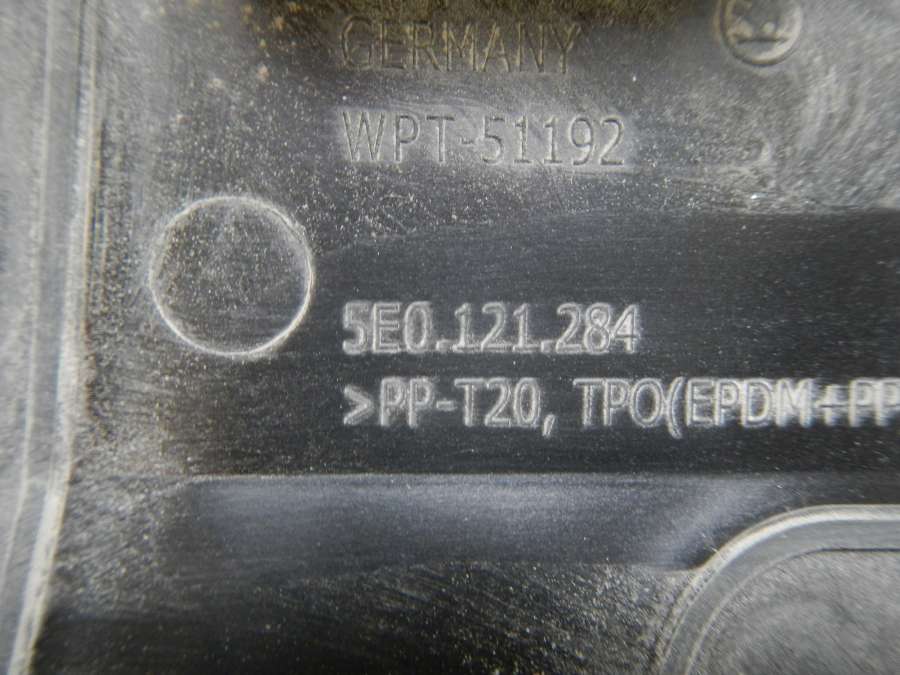 GERMANY
WPT-51192
5E0.121.284
>PP-T20, TPO(EPDM+PP